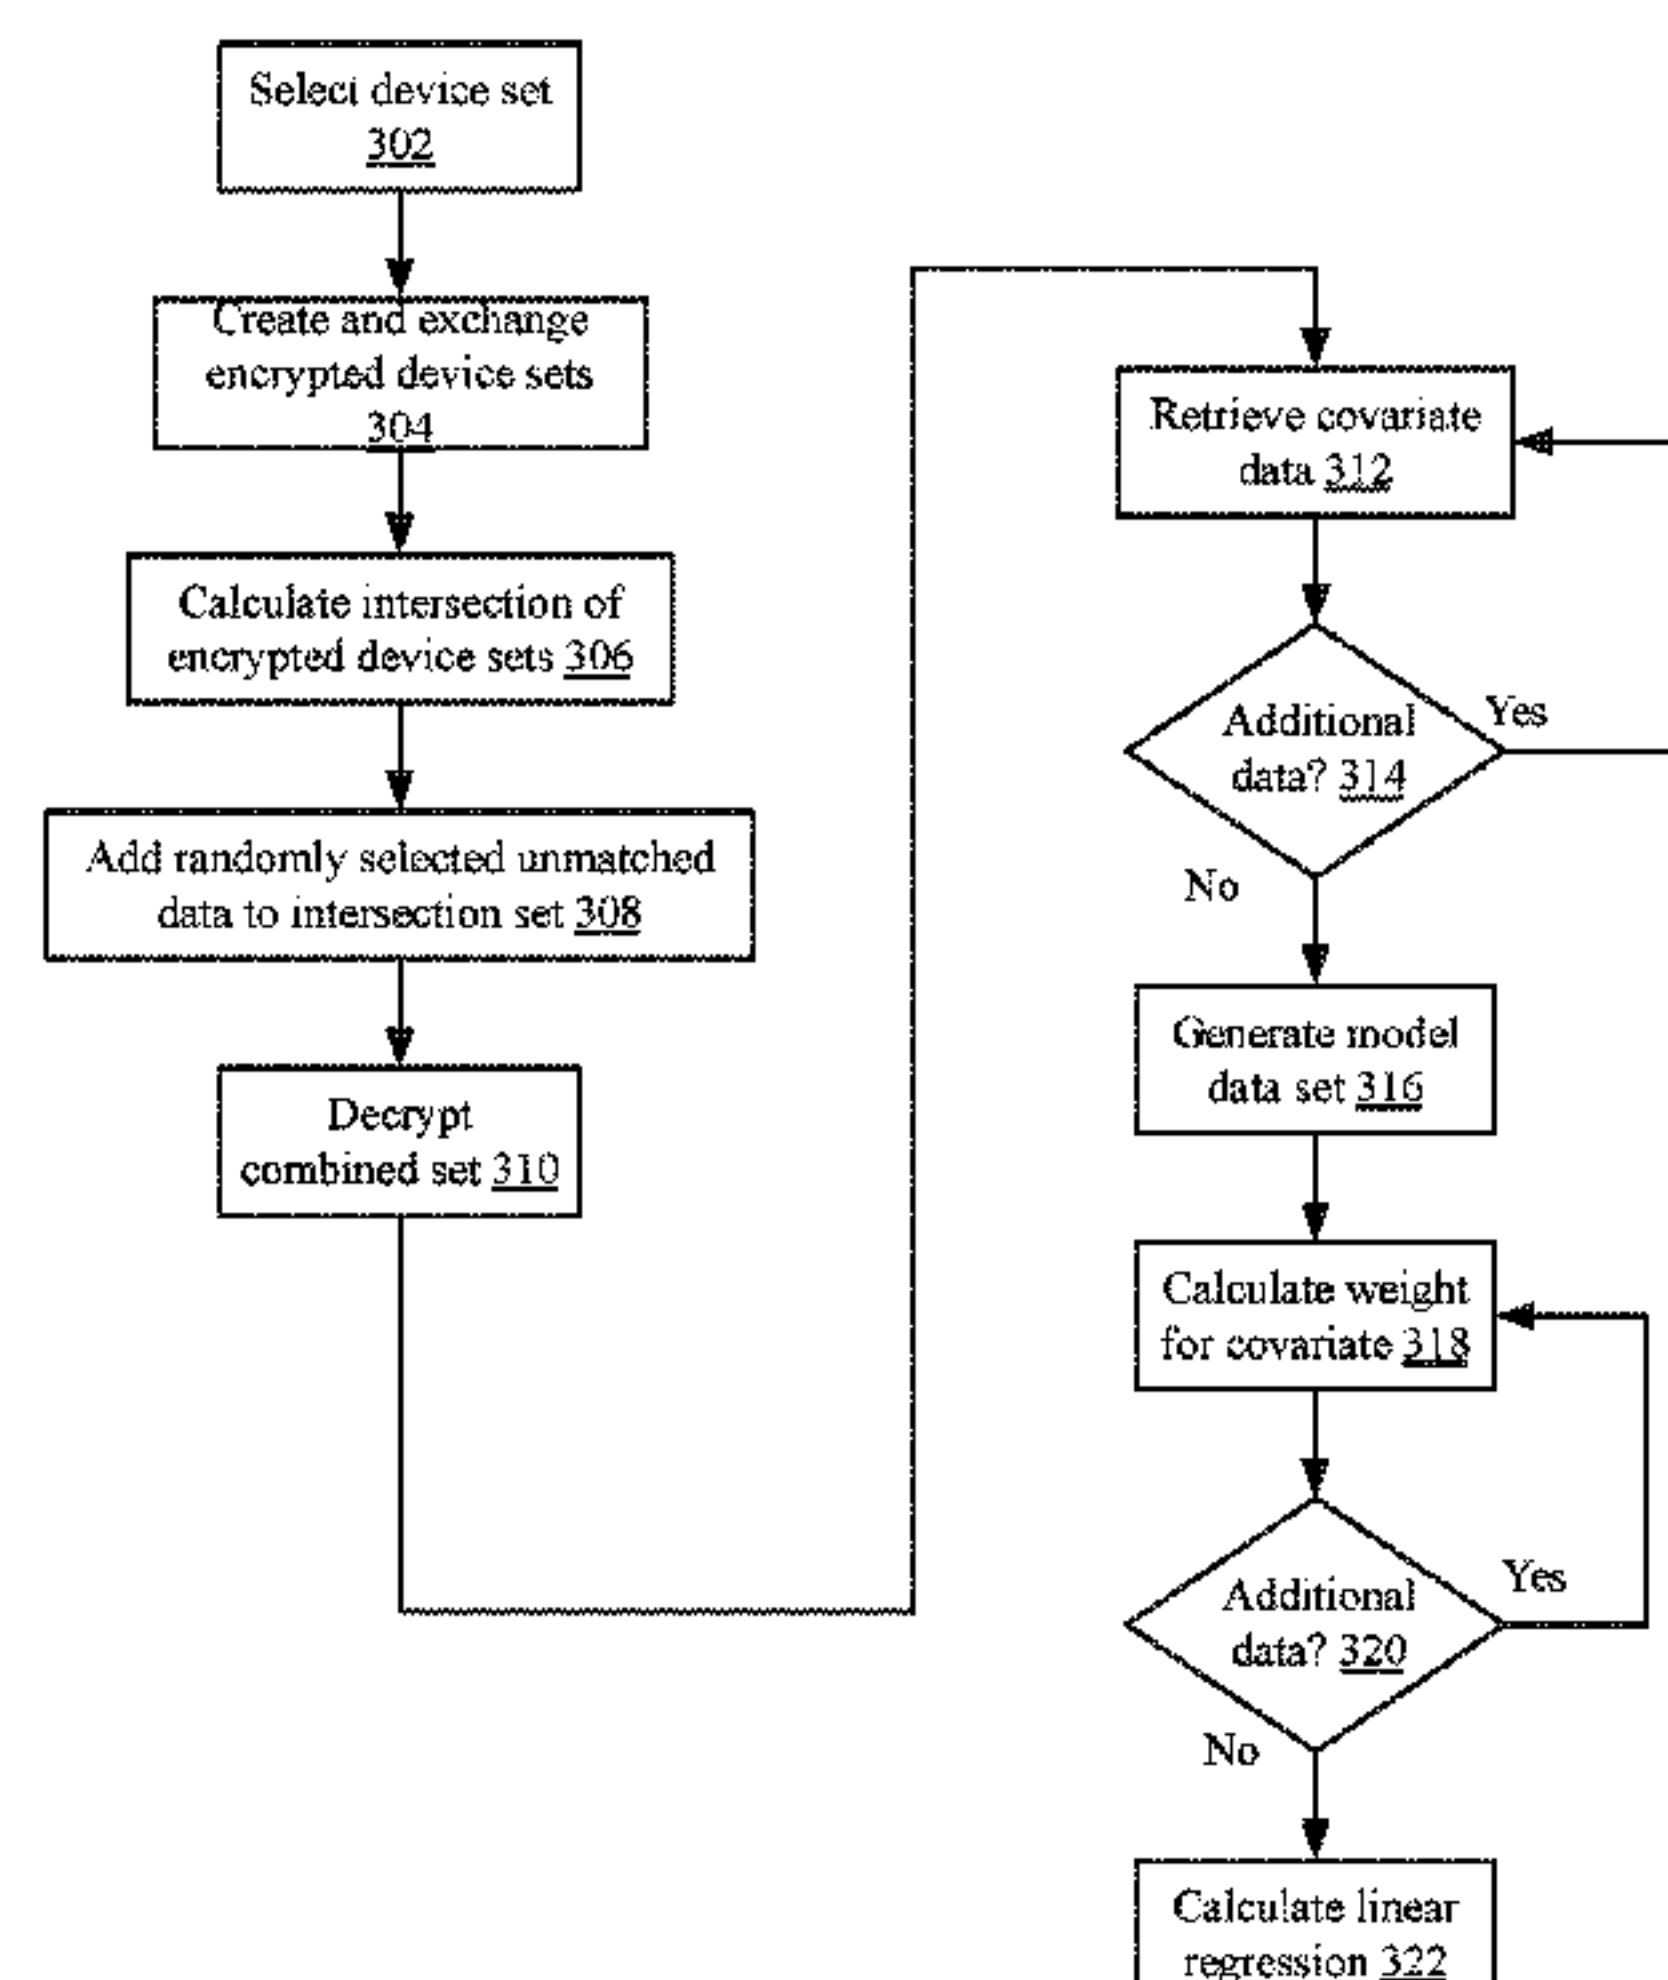 Select device set
302
Create and exchange
encrypted device sets
304
Calculate intersection of
encrypted device sets 306
Add randomly selected unmatched
data to intersection set 308
Decrypt
combined set 310
Retrieve covariate
data 312
Additional
data? 314
Yes
No
Generate model
data set 316
Calculate weight
for covariate 318
Additional
data? 320
Yes
No
Calculate linear
regression 322